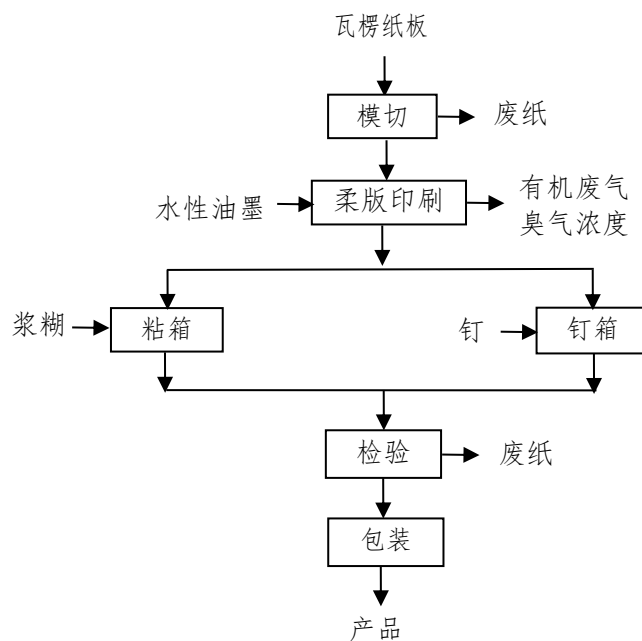 瓦楞纸板
模切
废纸
水性油墨
柔版印刷
有机废气
臭气浓度
浆糊
粘箱
钉
钉箱
检验
废纸
包装
产品